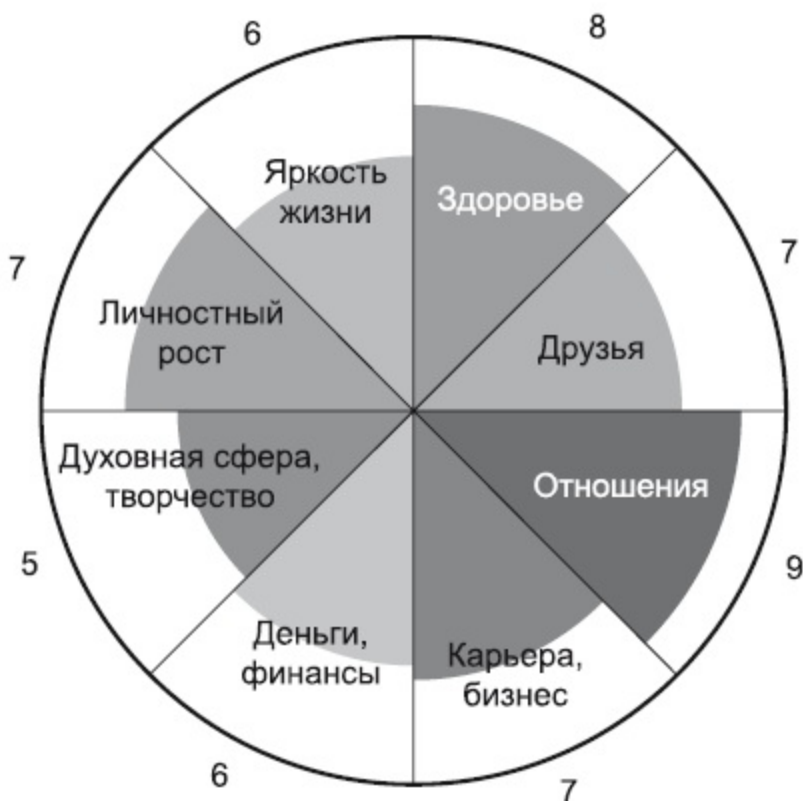 6
8
Яркость
жизни
Здоровье
7
7
Личностный
рост
Друзья
Духовная сфера,
творчество
Отношения
5
9
Деньги,
финансы
Карьера,
бизнес
6
7